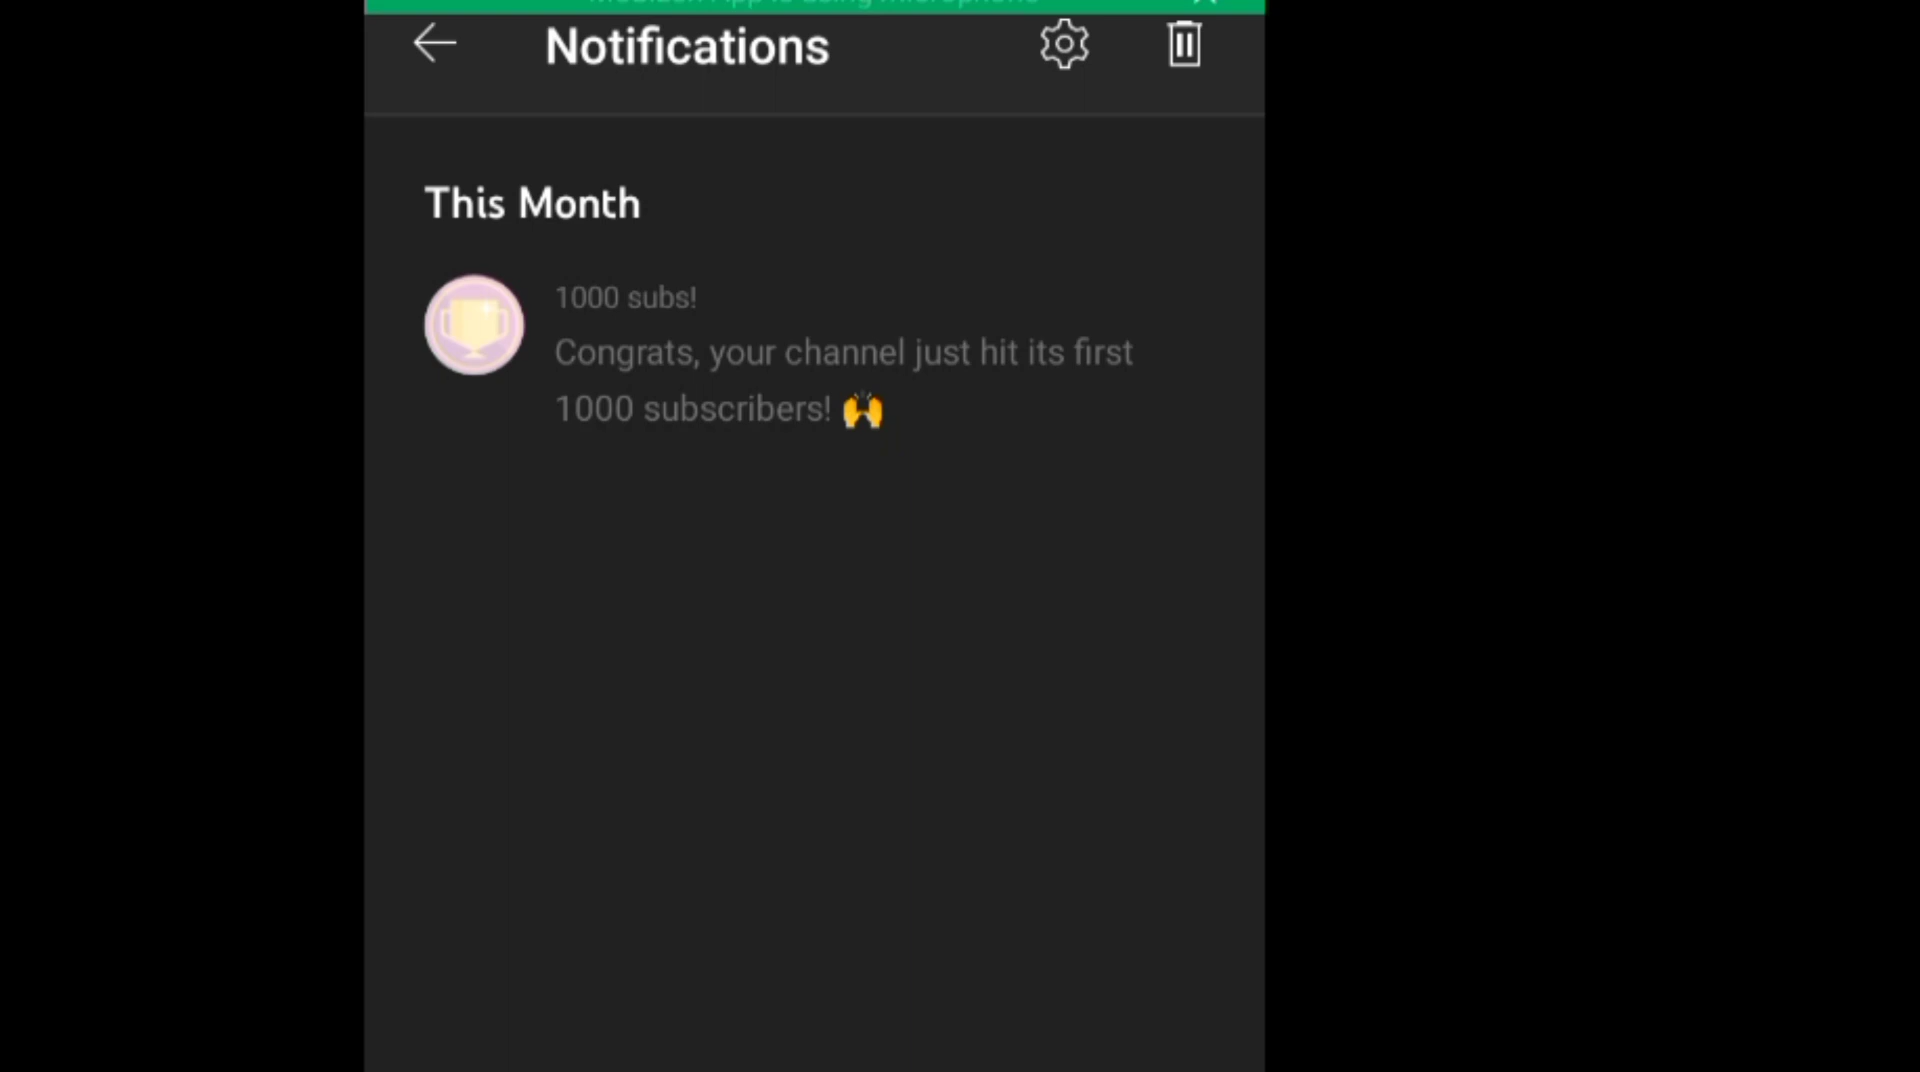 Notifications
This Month
1000 subs!
Congrats, your channel just hit its first
1000 subscribers! 🙌